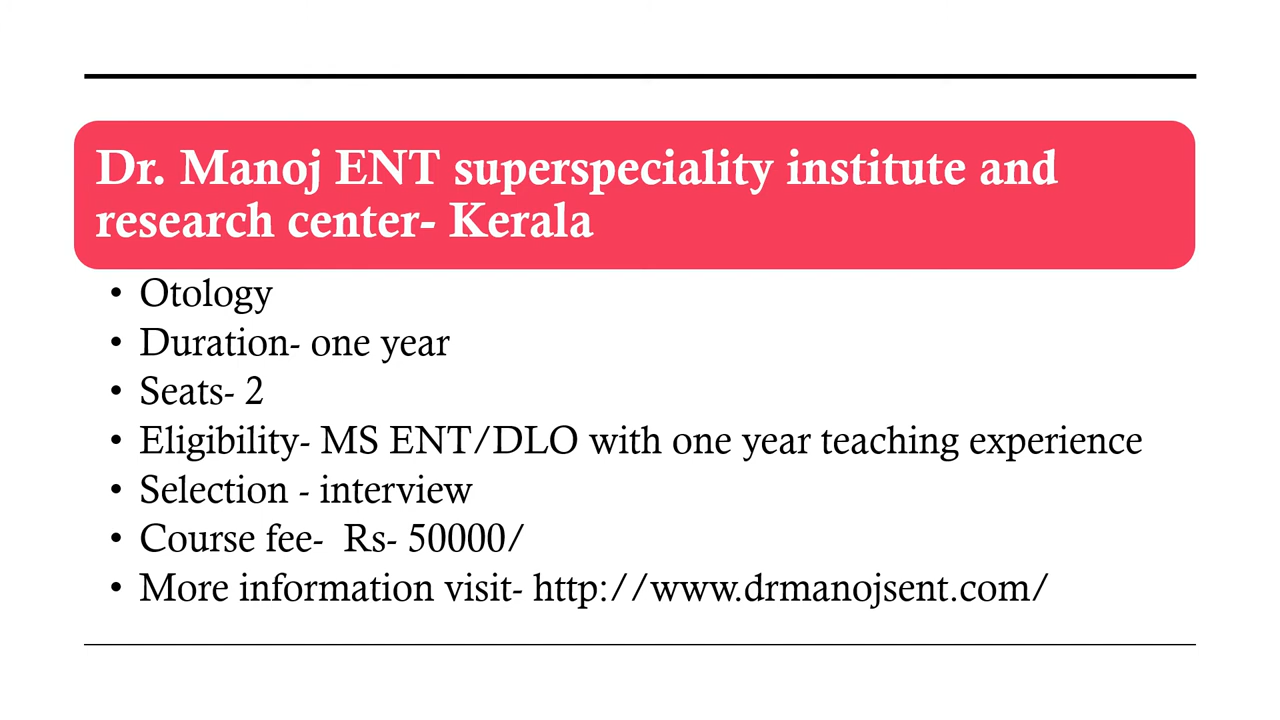 Dr. Manoj ENT superspeciality institute and
research center- Kerala
• Otology
• Duration- one year
• Seats- 2
• Eligibility- MS ENT/DLO with one year teaching experience
• Selection - interview
• Course fee-  Rs- 50000/
• More information visit- http://www.drmanojsent.com/